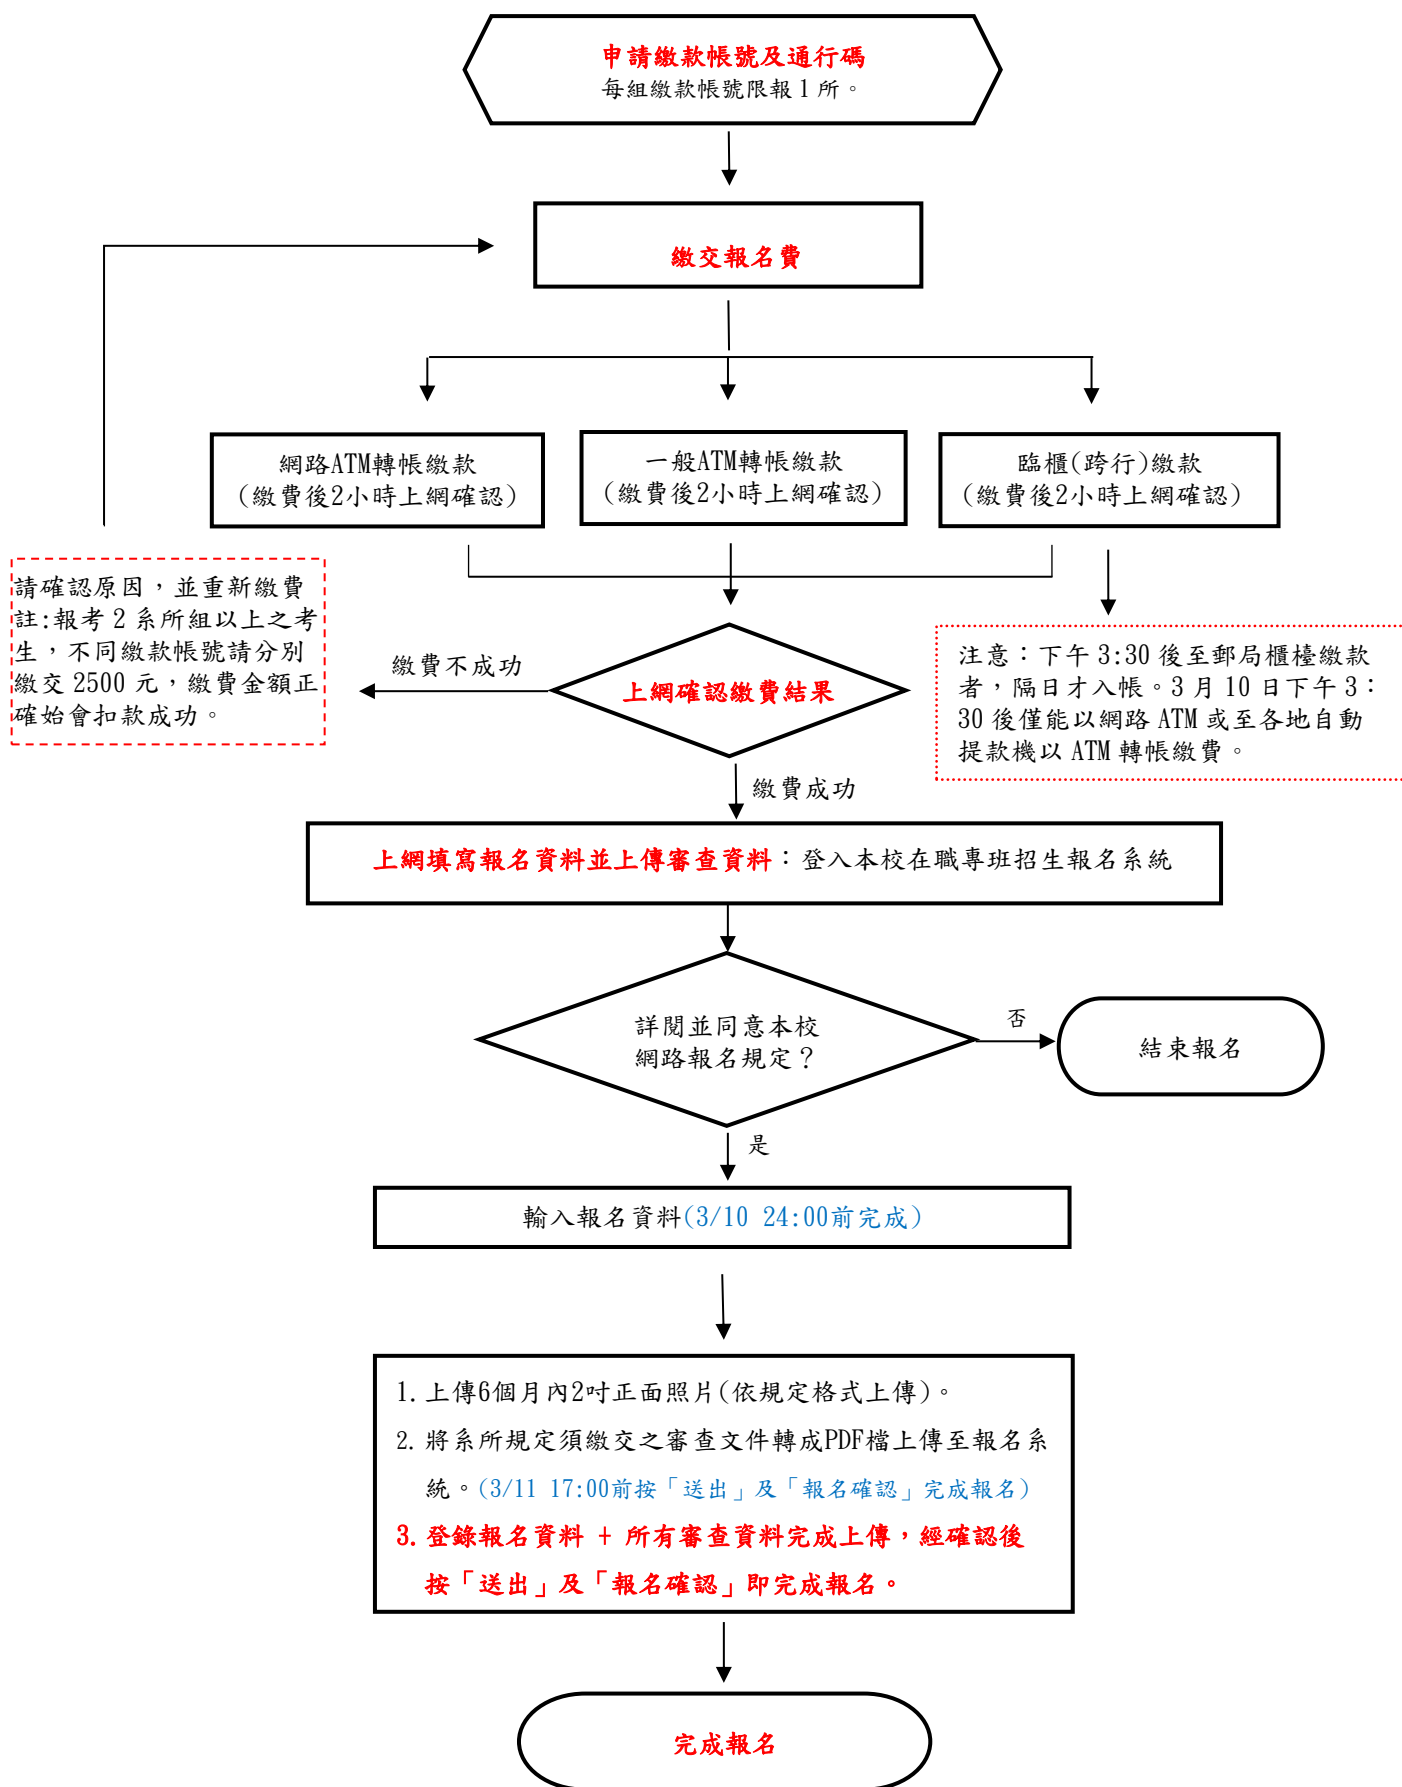 申請繳款帳號及通行碼
每組繳款帳號限報1所。
繳交報名費
網路ATM轉帳繳款
(繳費後2小時上網確認)
一般ATM轉帳繳款
(繳費後2小時上網確認)
臨櫃(跨行)繳款
(繳費後2小時上網確認)
請確認原因，並重新繳費
註:報考2系所組以上之考
生，不同繳款帳號請分別
繳交2500元，繳費金額正
確始會扣款成功。
繳費不成功
上網確認繳費結果
注意：下午3:30後至郵局櫃檯繳款
者，隔日才入帳。3月10日下午3：
30後僅能以網路ATM或至各地自動
提款機以ATM轉帳繳費。
繳費成功
上網填寫報名資料並上傳審查資料：登入本校在職專班招生報名系統
詳閱並同意本校
網路報名規定？
否
結束報名
是
輸入報名資料(3/10 24:00前完成)
1. 上傳6個月內2吋正面照片(依規定格式上傳)。
2. 將系所規定須繳交之審查文件轉成PDF檔上傳至報名系
統。(3/11 17:00前按「送出」及「報名確認」完成報名)
3. 登錄報名資料 + 所有審查資料完成上傳，經確認後
按「送出」及「報名確認」即完成報名。
完成報名